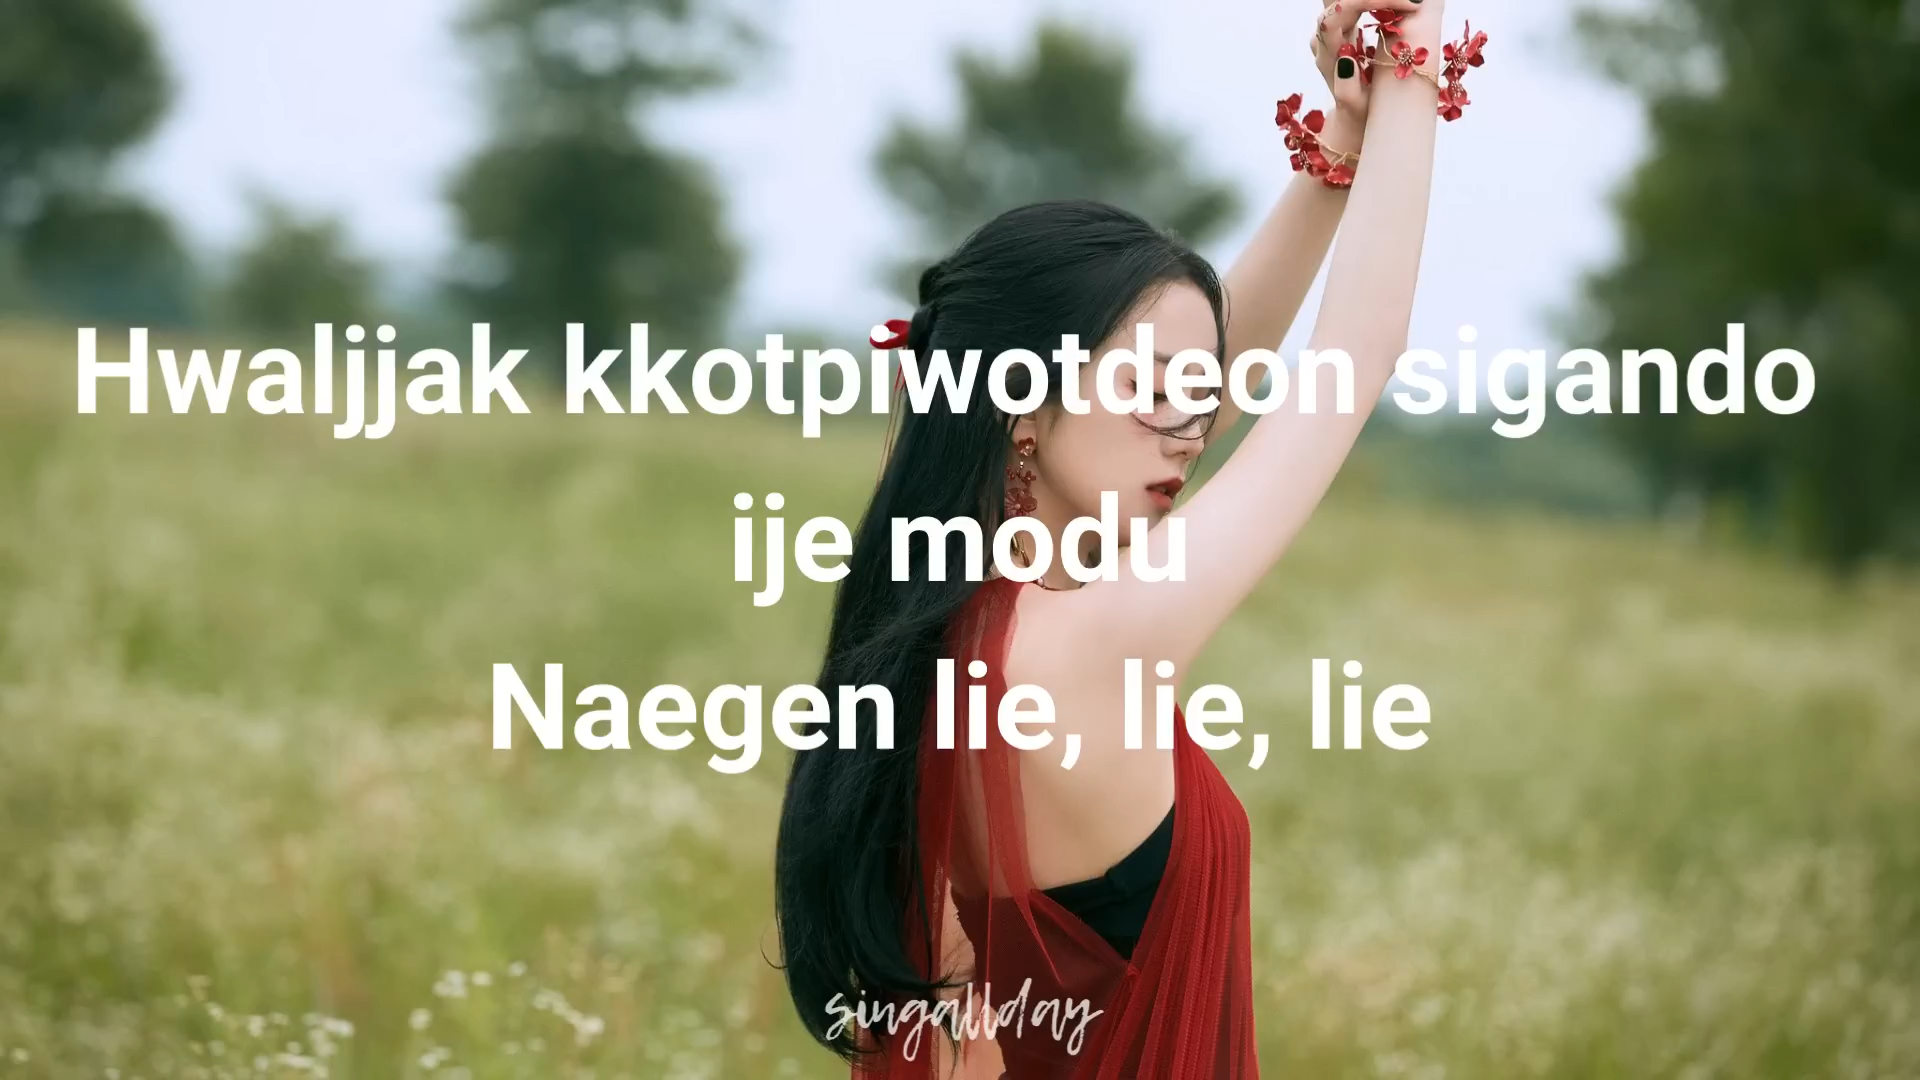 Hwaljjak kkotpiwotdeon sigando
ije modu
Naegen lie, lie, lie
singallday